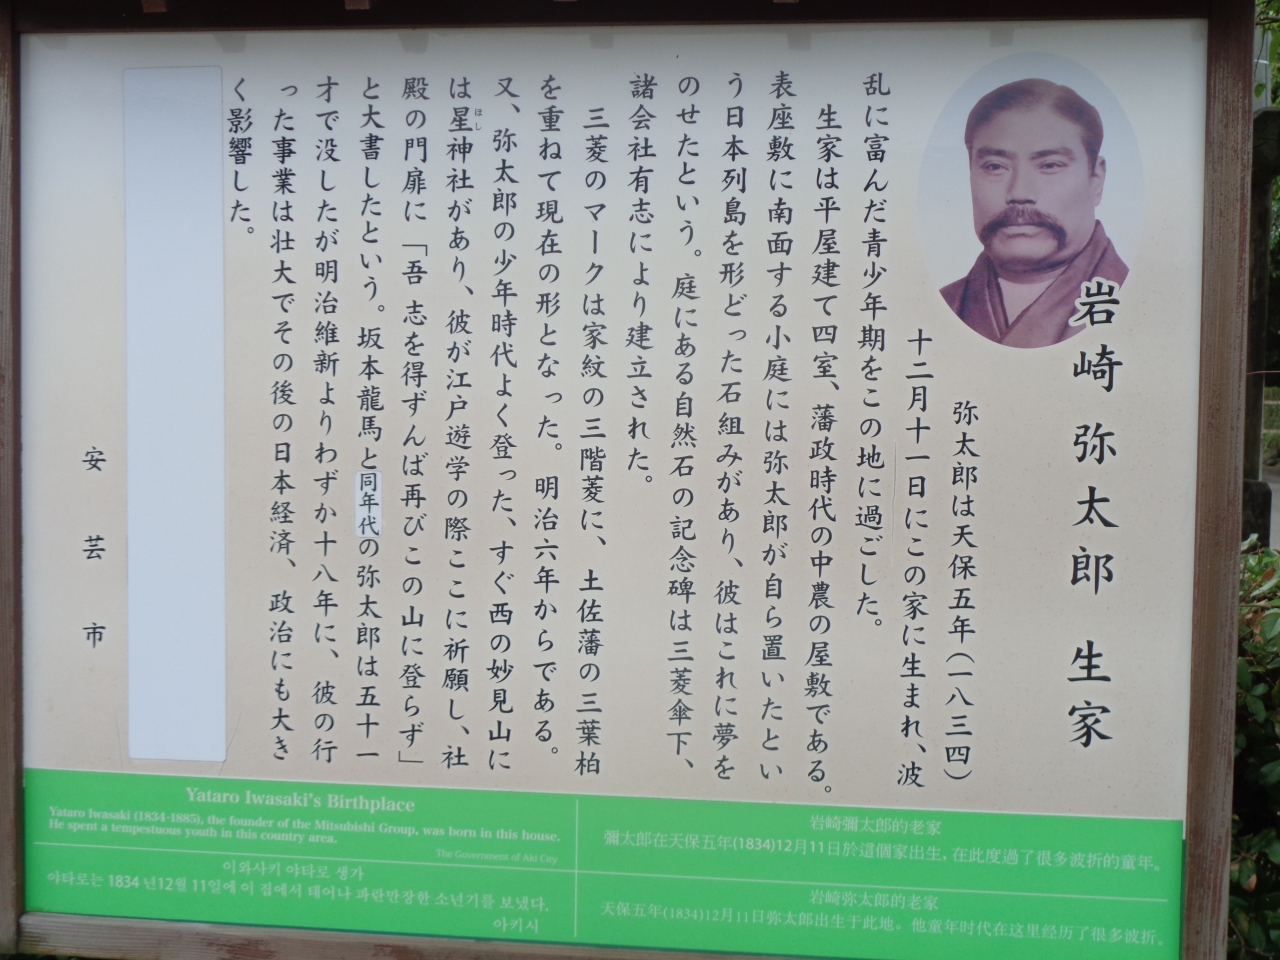 岩崎 弥太郎 生家
弥太郎は天保五年（一八三四）
十二月十一日にこの家に生まれ、波
乱に富んだ青少年期をこの地に過ごした。
生家は平屋建て四室、藩政時代の中農の屋敷である。
表座敷に南面する小庭には弥太郎が自ら置いたとい
う日本列島を形どった石組みがあり、彼はこれに夢を
のせたという。庭にある自然石の記念碑は三菱傘下、
諸会社有志により建立された。
三菱のマークは家紋の三階菱に、土佐藩の三葉柏
を重ねて現在の形となった。明治六年からである。
又、弥太郎の少年時代よく登った、すぐ西の妙見山に
は星神社があり、彼が江戸遊学の際ここに祈願し、社
ほし
殿の門扉に「吾 志を得ずんば再びこの山に登らず」
と大書したという。坂本龍馬と同年代の弥太郎は五十一
才で没したが明治維新よりわずか十八年に、彼の行
った事業は壮大でその後の日本経済、政治にも大き
く影響した。
安芸市
Yataro Iwasaki's Birthplace
Yataro Iwasaki (1834-1885), the founder of the Mitsubishi Group, was born in this house.
He spent a tempestuous youth in this country area.
The Government of Aki City
이와사키 야타로 생가
야타로는 1834 년12월 11일에 이 집에서 태어나 파란만장한 소년기를 보냈다.
아키시
岩崎彌太郎的老家
彌太郎在天保五年(1834)12月11日於這個家出生，在此度過了很多波折的童年。
岩崎弥太郎的老家
天保五年(1834)12月11日弥太郎出生于此地。他童年时代在这里经历了很多波折。